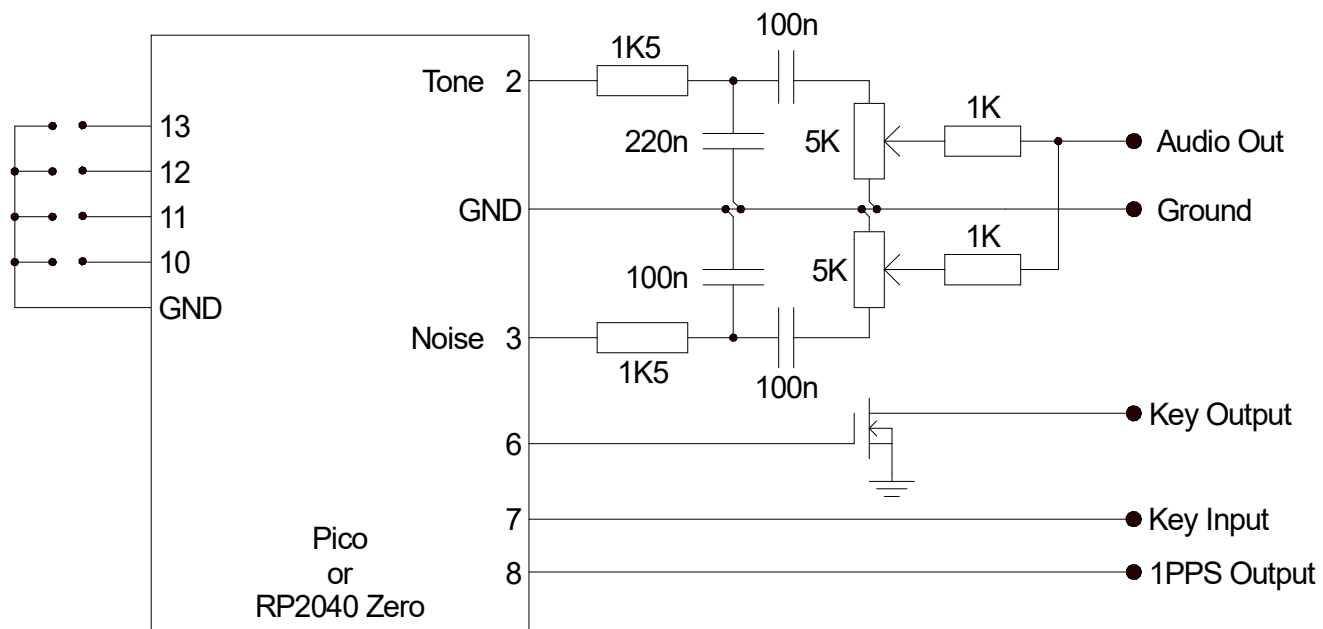 100n
1K5
Tone 2
1K
13
220n
5K
Audio Out
12
11
GND
Ground
10
1K
100n
5K
GND
Noise 3
1K5
100n
Key Output
6
7
Key Input
Pico
or
RP2040 Zero
8
1PPS Output